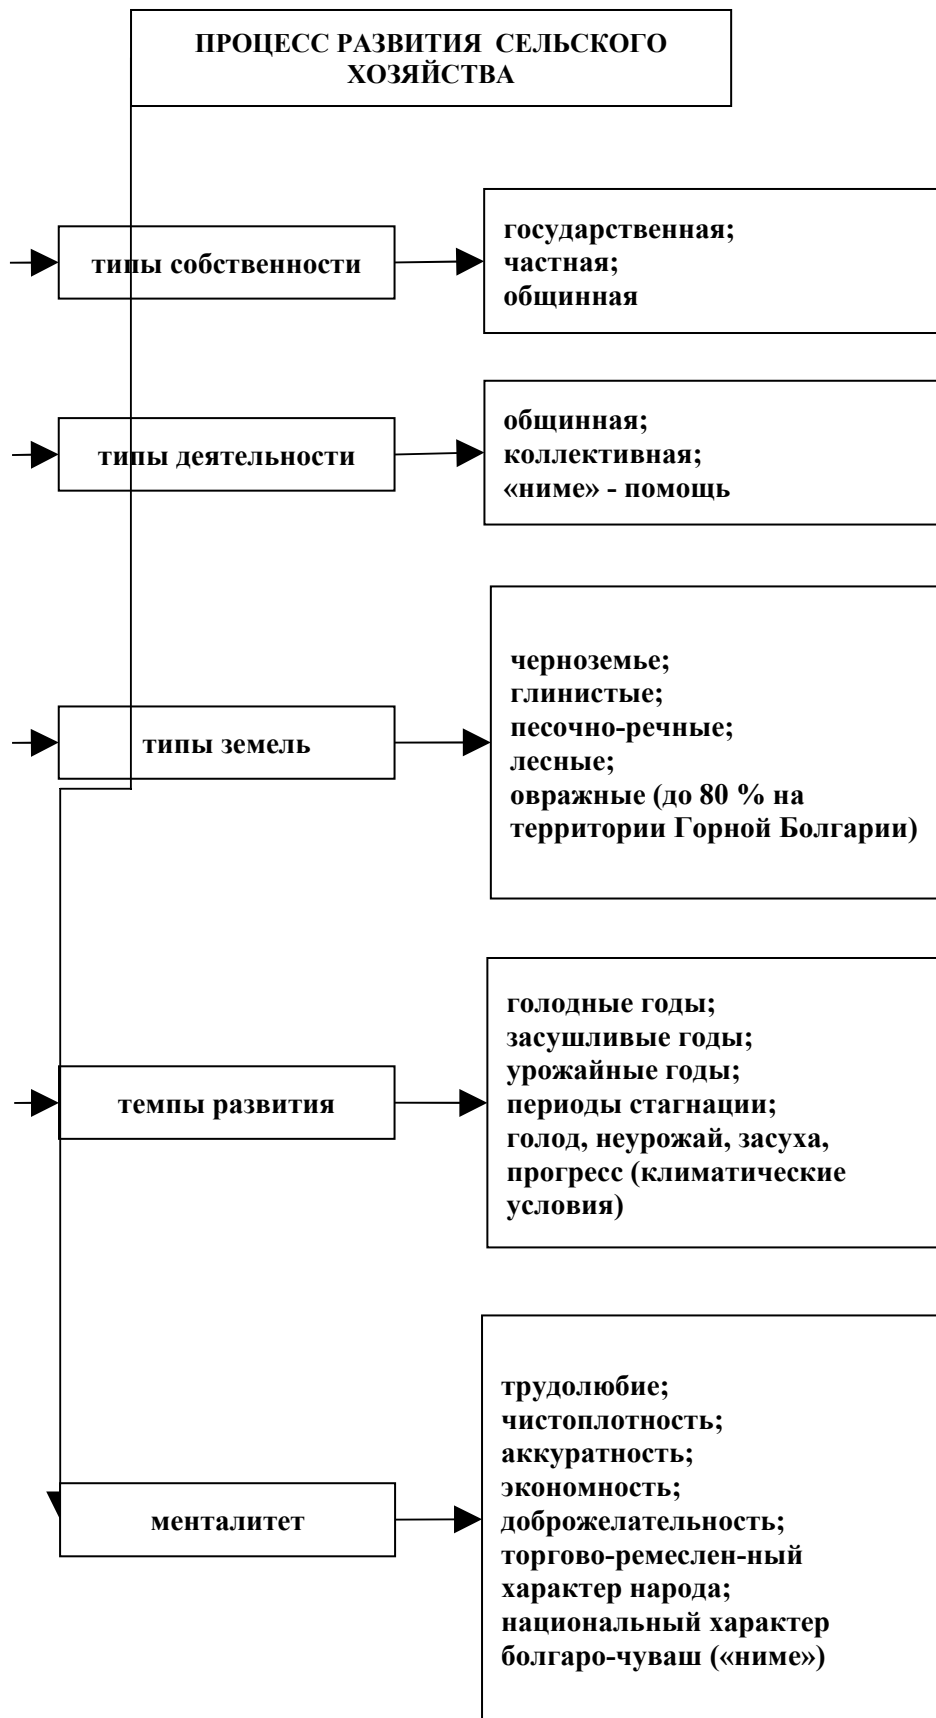 ПРОЦЕСС РАЗВИТИЯ СЕЛЬСКОГО
ХОЗЯЙСТВА
типы собственности
государственная;
частная;
общинная
типы деятельности
общинная;
коллективная;
«ниме» - помощь
типы земель
черноземье;
глинистые;
песочно-речные;
лесные;
овражные (до 80 % на
территории Горной Болгарии)
темпы развития
голодные годы;
засушливые годы;
урожайные годы;
периоды стагнации;
голод, неурожай, засуха,
прогресс (климатические
условия)
менталитет
трудолюбие;
чистоплотность;
аккуратность;
экономность;
доброжелательность;
торгово-ремеслен-ный
характер народа;
национальный характер
болгаро-чуваш («ниме»)